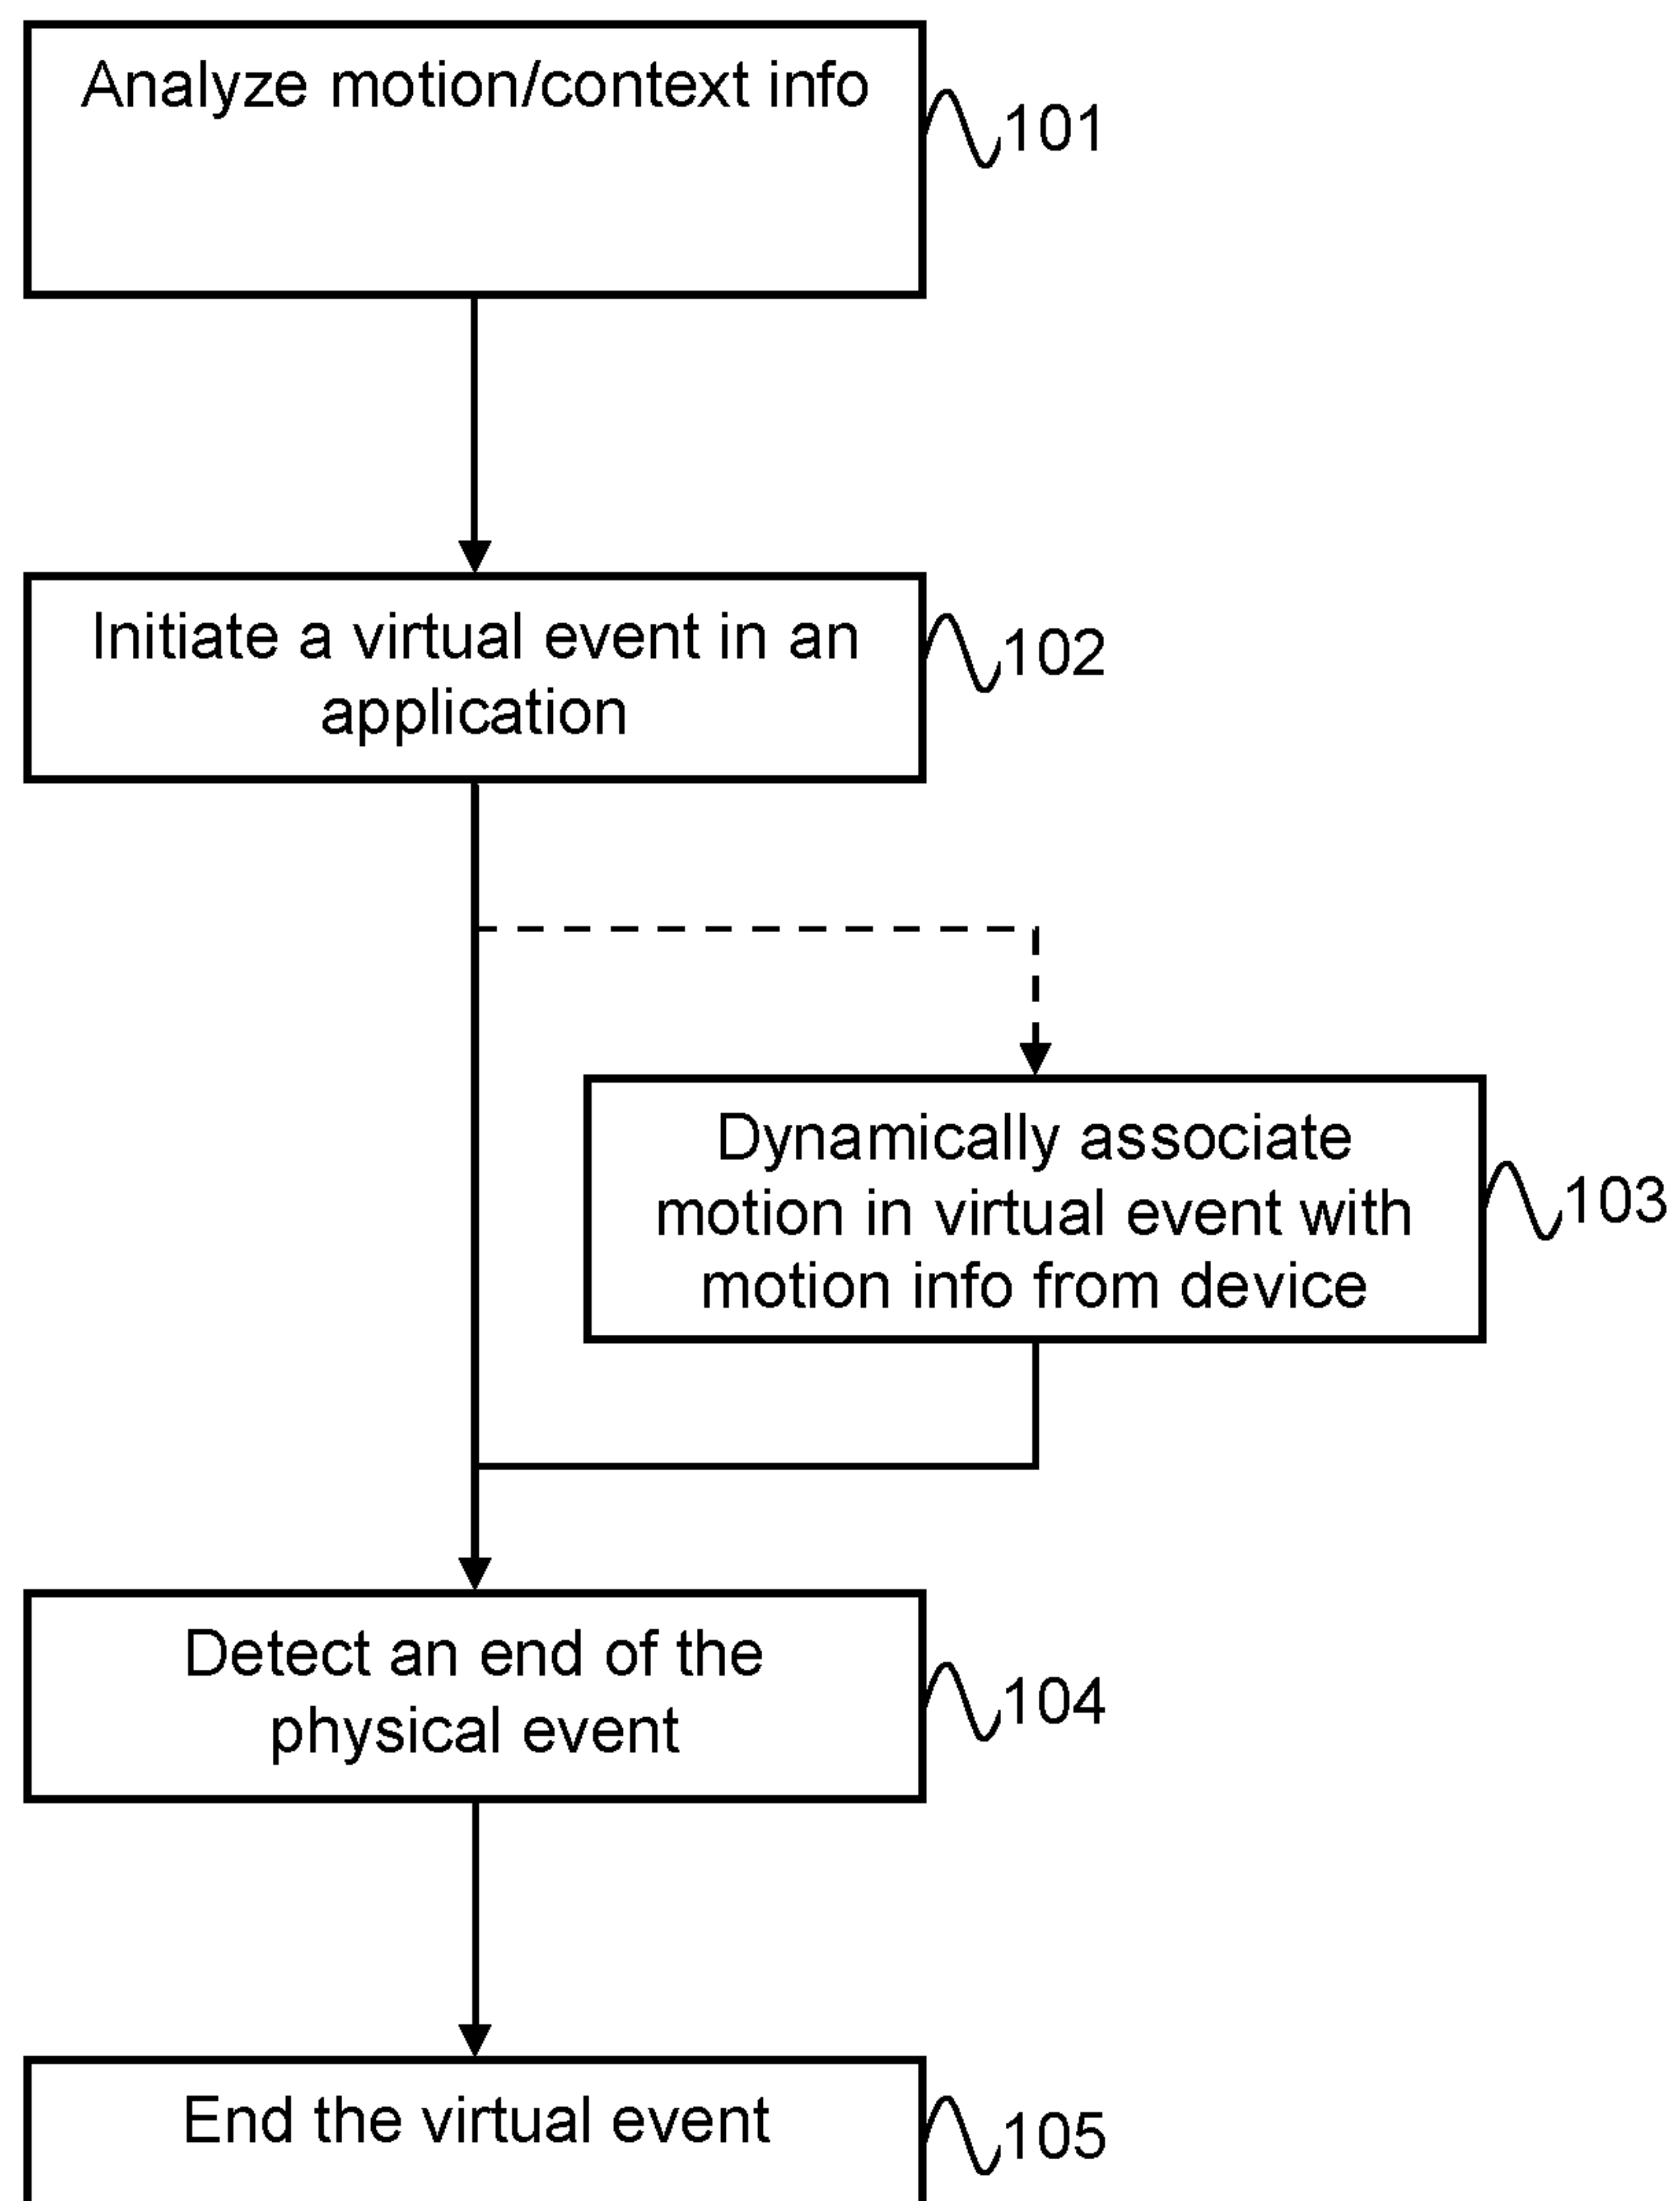 Analyze motion/context info
101
Initiate a virtual event in an
application
102
Dynamically associate
motion in virtual event with
motion info from device
103
Detect an end of the
physical event
104
End the virtual event
105